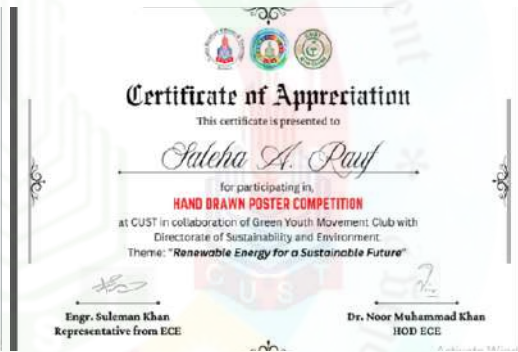 Certificate of Appreciation
This certificate is presented to
Saleha A. Rauf
for participating in,
HAND DRAWN POSTER COMPETITION
at CUST in collaboration of Green Youth Movement Club with
Directorate of Sustainability and Environment
Theme: "Renewable Energy for a Sustainable Future"
Engr. Suleman Khan
Representative from ECE
Dr. Noor Muhammad Khan
HOD ECE
CUST